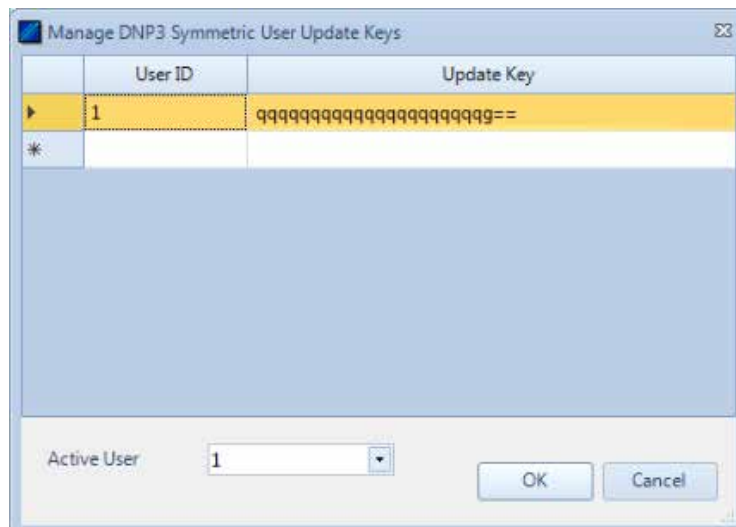 Manage DNP3 Symmetric User Update Keys
User ID Update Key
1 qqqqqqqqqqqqqqqqqqqqqg==
*
Active User 1
OK Cancel